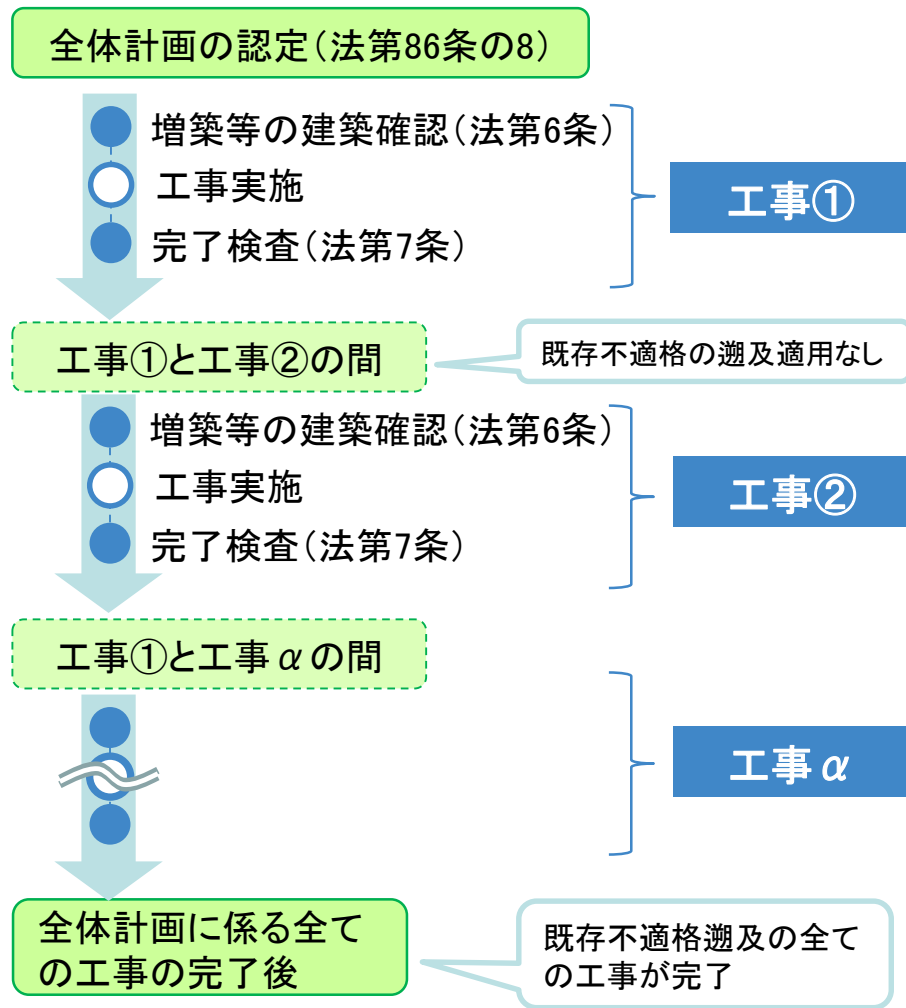 全体計画の認定(法第86条の8)
増築等の建築確認(法第6条)
工事実施
完了検査(法第7条)
工事①
工事①と工事②の間
既存不適格の遡及適用なし
増築等の建築確認(法第6条)
工事実施
完了検査(法第7条)
工事②
工事①と工事αの間
工事α
全体計画に係る全て
の工事の完了後
既存不適格遡及の全て
の工事が完了